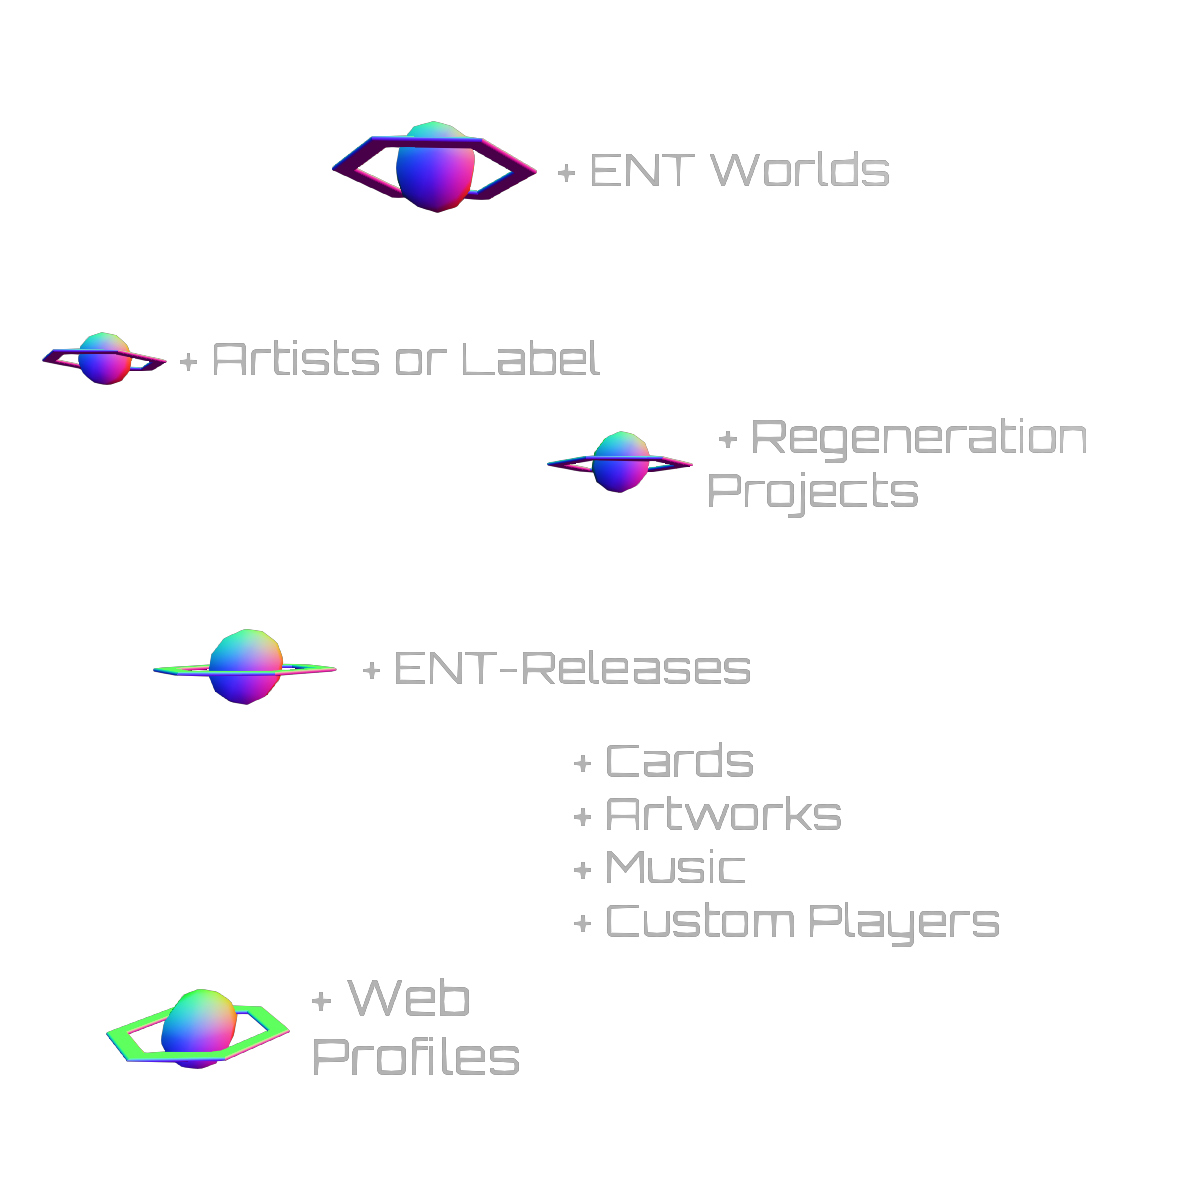 + ENT Worlds
+ Artists or Label
+ Regeneration
Projects
+ ENT-Releases
+ Cards
+ Artworks
+ Music
+ Custom Players
+ Web
Profiles